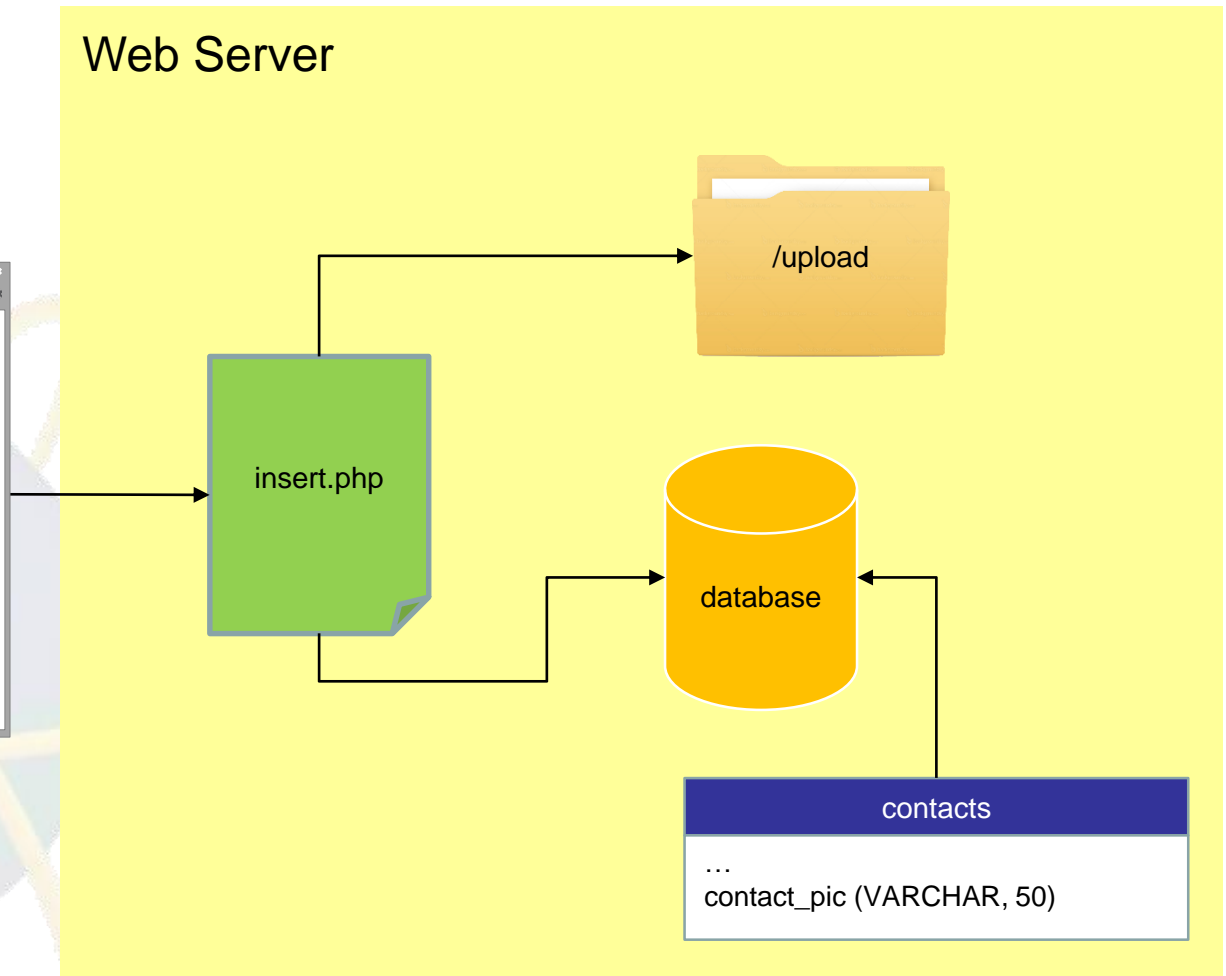 Web Server
/upload
insert.php
database
contacts
…
contact_pic (VARCHAR, 50)